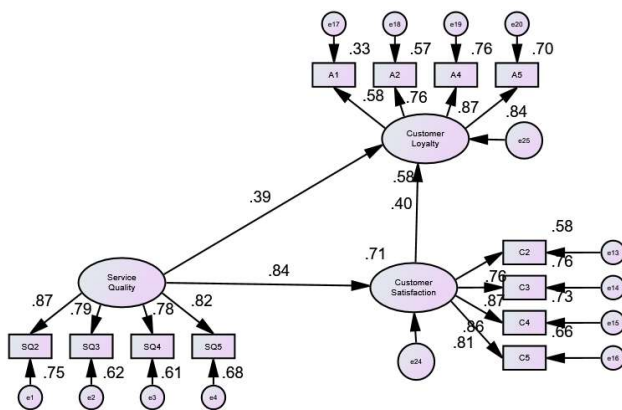 e17 e18 e19 e20
.33 .57 .76 .70
A1 A2 A4 A5
.58 .76 .87 .84
Customer
Loyalty
e25
.58
.39
.40
.58
.71
C2 e13
.76
Service
Quality
.84
Customer
Satisfaction
.76
C3 e14
.73
.87
C4 e15
.86
.66
.81
C5 e16
.87 .79 .78 .82
SQ2 SQ3 SQ4 SQ5
e24
.75 .62 .61 .68
e1 e2 e3 e4